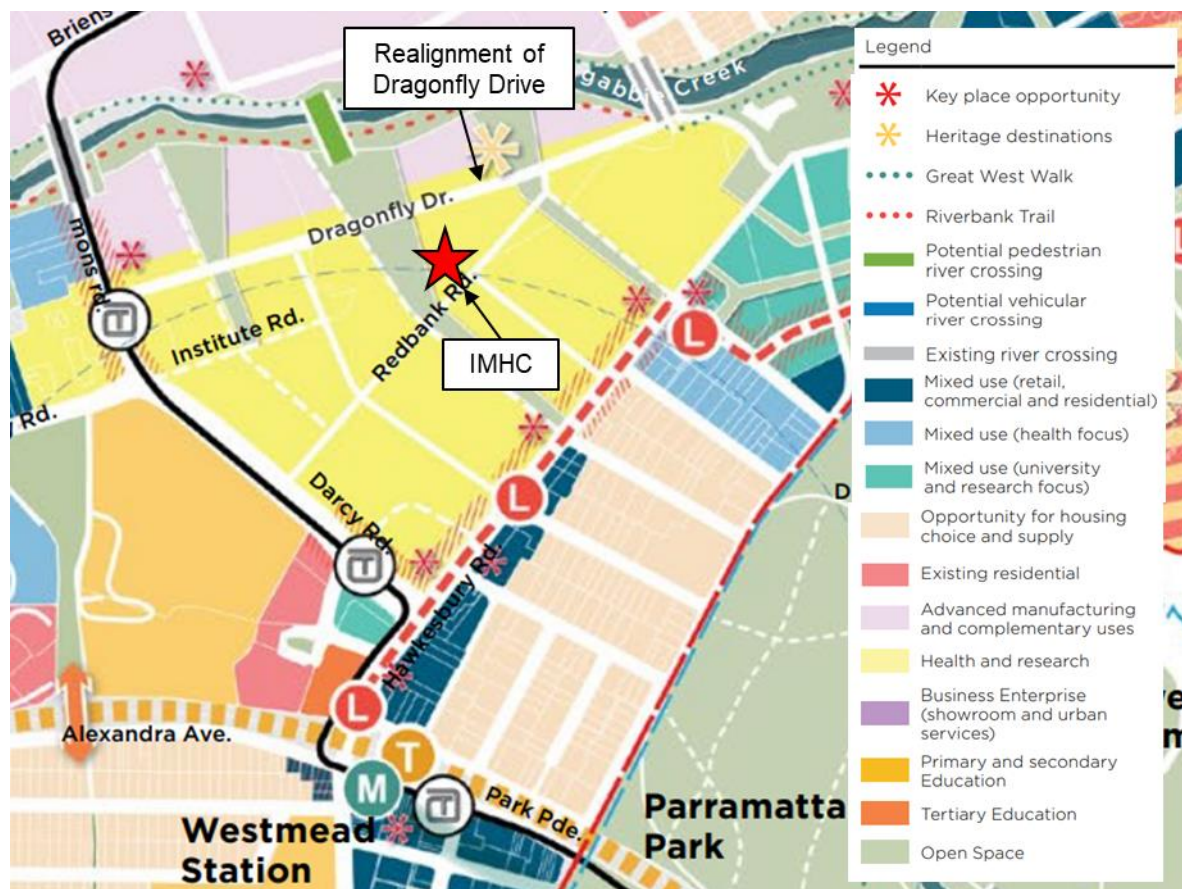 Briens
Realignment of
Dragonfly Drive
gabbie Creek
Dragonfly Dr.
mons rd.
Institute Rd.
Redbank Rd.
IMHC
y Rd.
Darcy Rd.
Hawkesbury Rd.
L
L
L
T
M
Alexandra Ave.
Park Pde.
Westmead
Station
Parramatta
Park
D
Legend
Key place opportunity
Heritage destinations
Great West Walk
Riverbank Trail
Potential pedestrian
river crossing
Potential vehicular
river crossing
Existing river crossing
Mixed use (retail,
commercial and residential)
Mixed use (health focus)
Mixed use (university
and research focus)
Opportunity for housing
choice and supply
Existing residential
Advanced manufacturing
and complementary uses
Health and research
Business Enterprise
(showroom and urban
services)
Primary and secondary
Education
Tertiary Education
Open Space